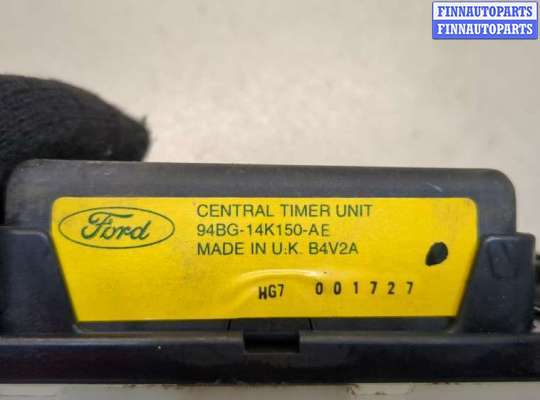 FINNAUTOPARTS
FINNAUTOPARTS
Ford
CENTRAL TIMER UNIT
94BG-14K150-AE
MADE IN U.K. B4V2A
HG7 001727